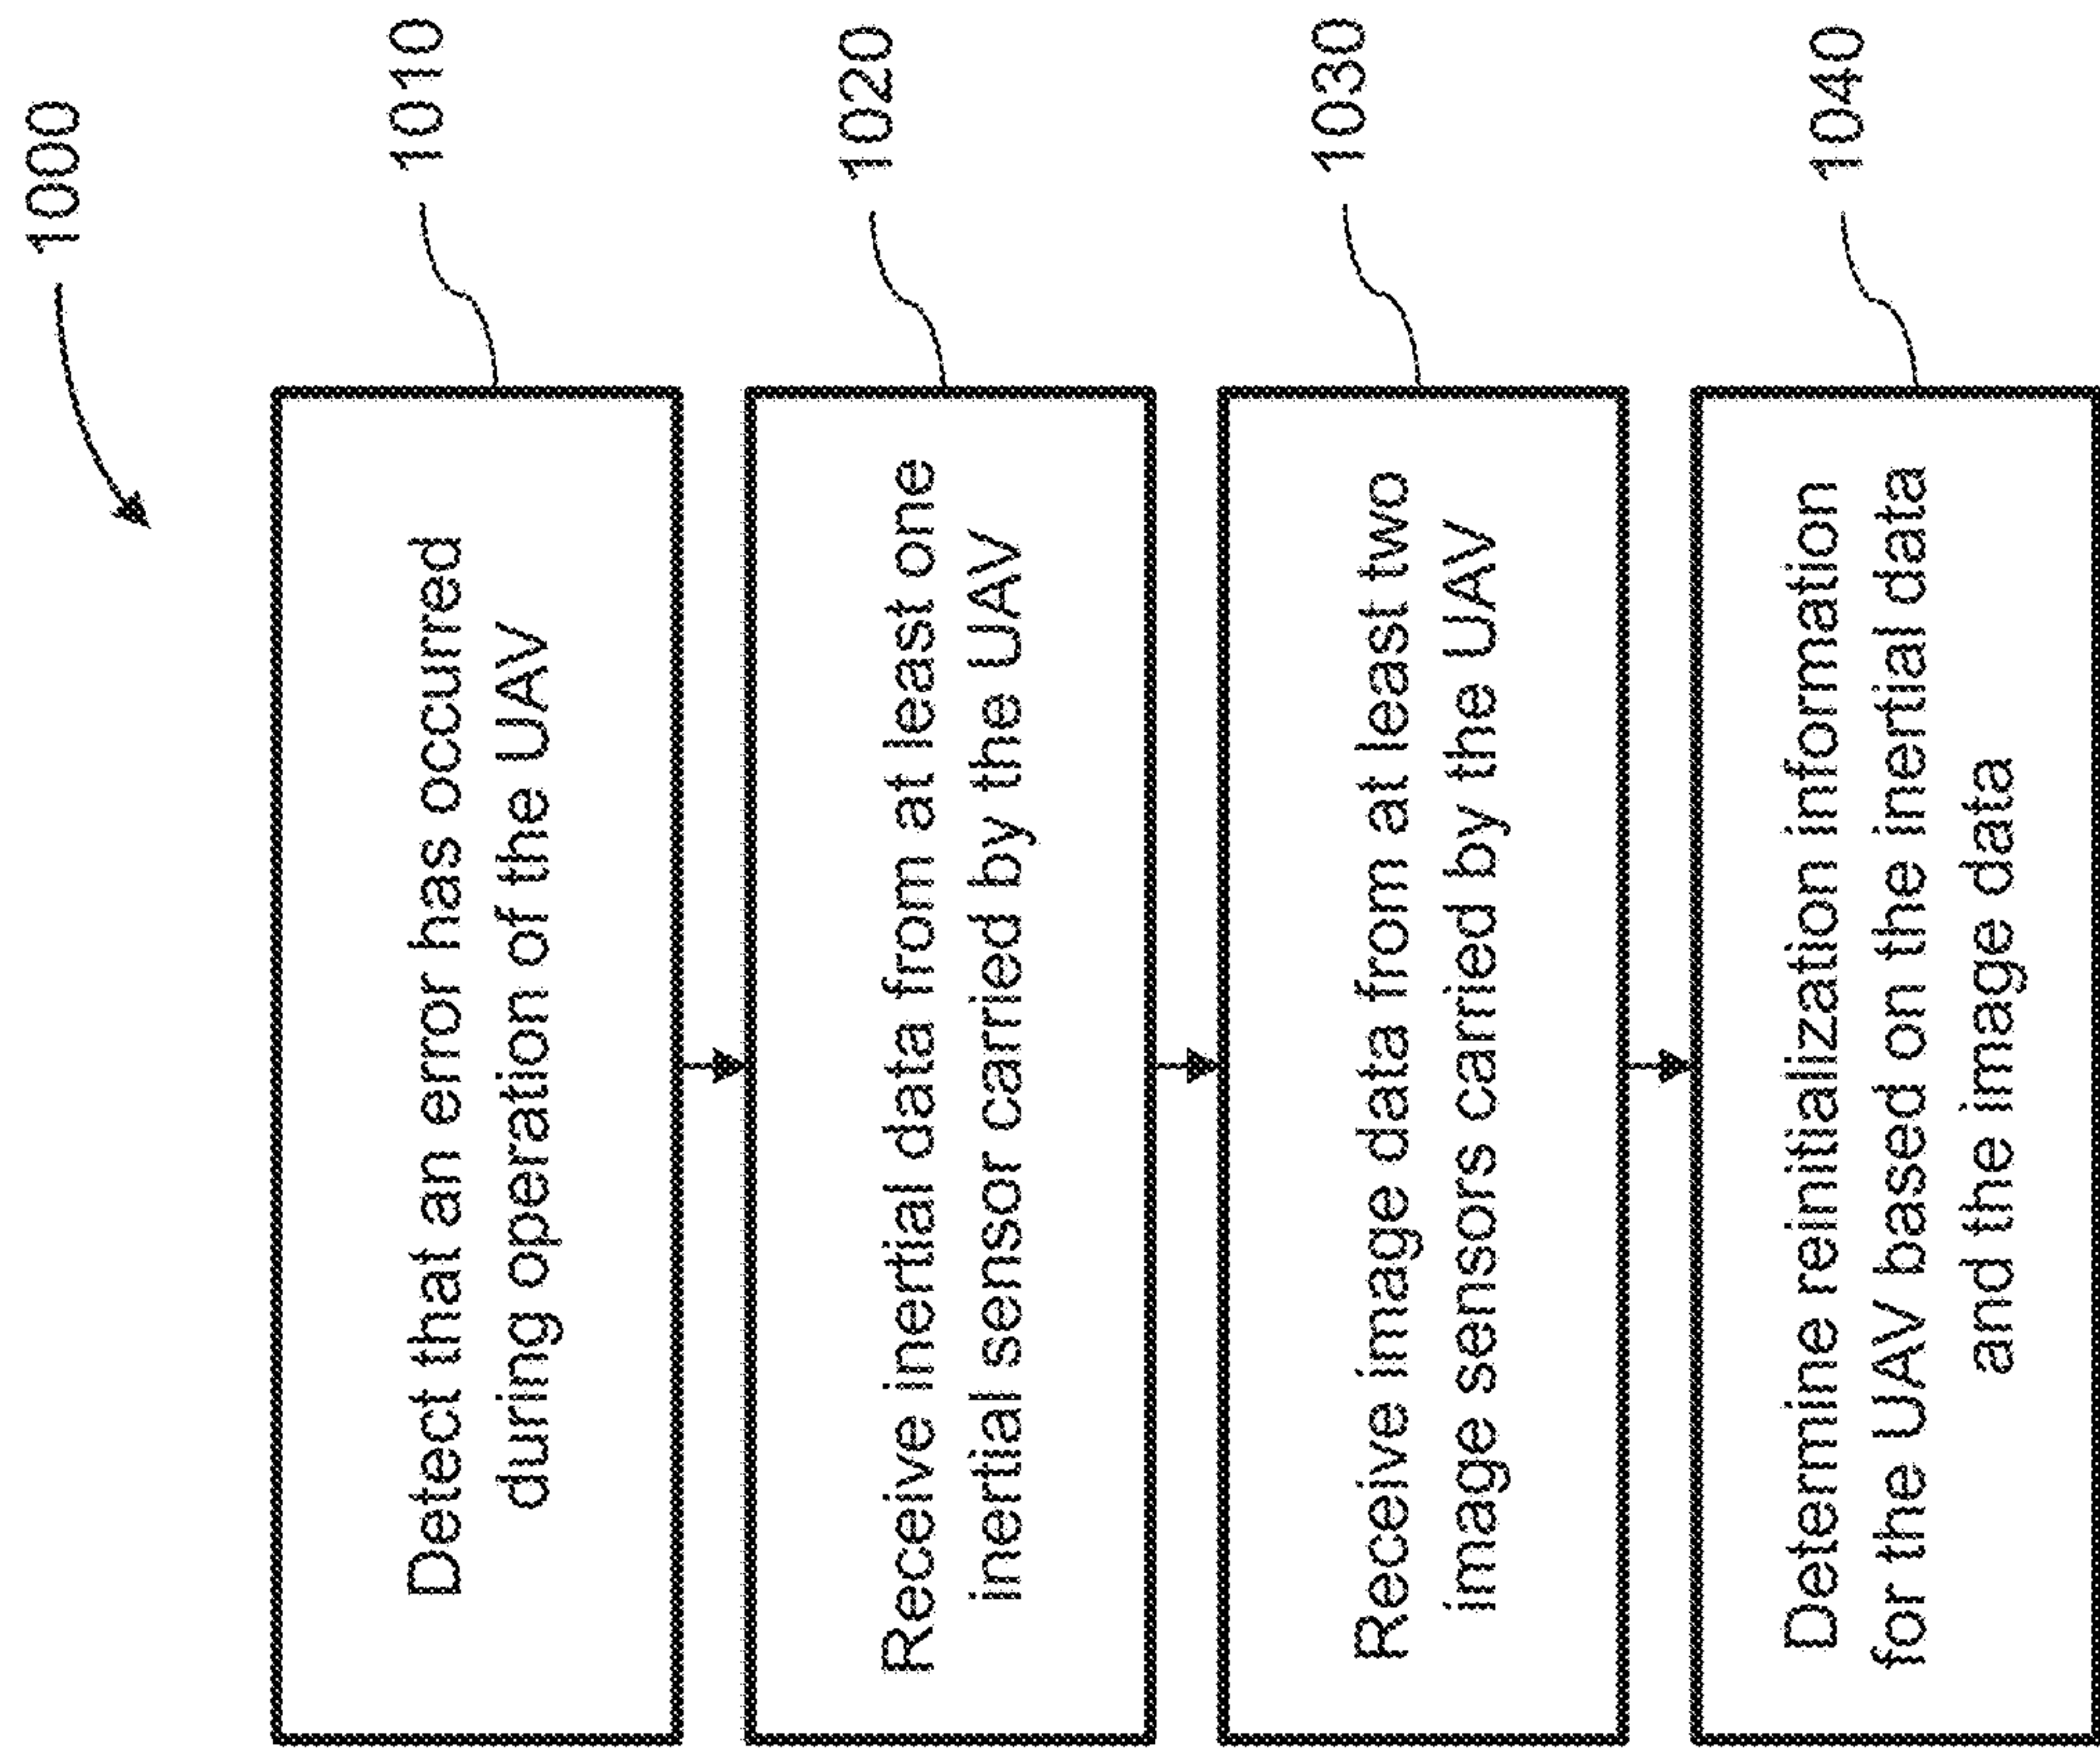 1000
Detect that an error has occurred
during operation of the UAV
1010
Receive inertial data from at least one
inertial sensor carried by the UAV
1020
Receive image data from at least two
image sensors carried by the UAV
1030
Determine reinitialization information
for the UAV based on the inertial data
and the image data
1040